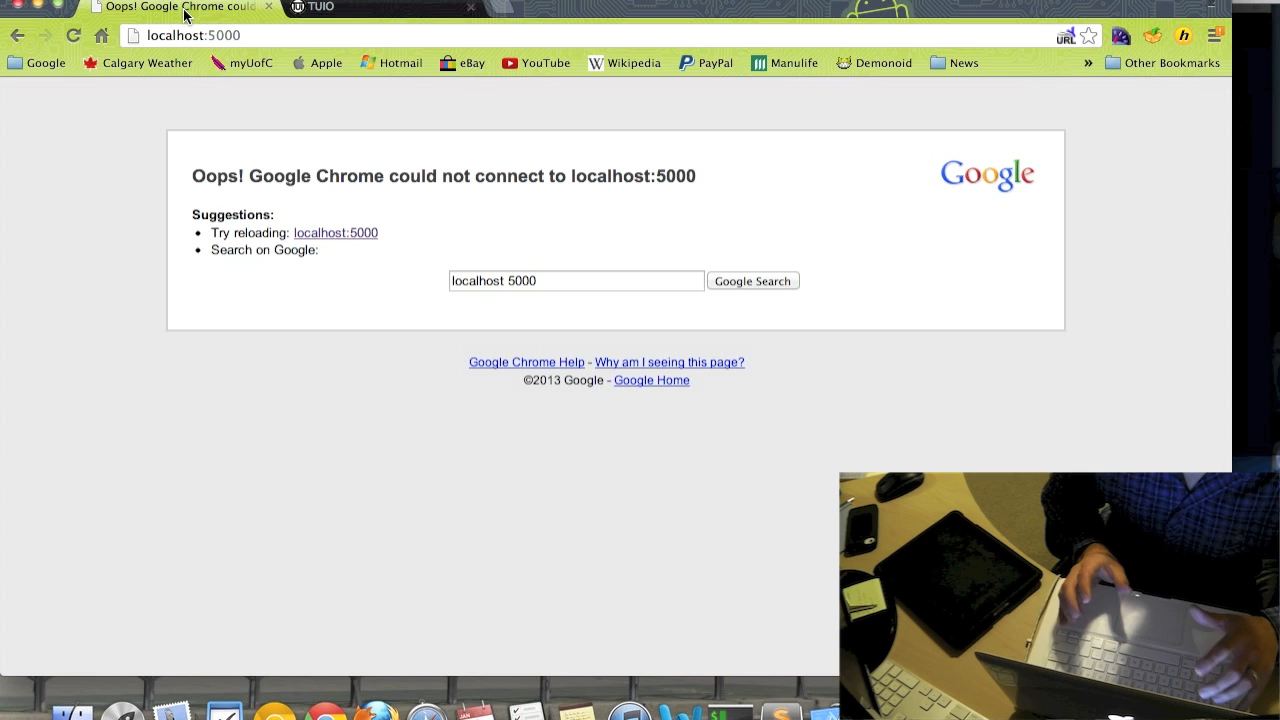 Oops! Google Chrome could
TUIO
localhost:5000
URL
h
Google
Calgary Weather
myUofC
Apple
Hotmail
eBay
YouTube
W Wikipedia
PayPal
Manulife
Demonoid
News
»
Other Bookmarks
Oops! Google Chrome could not connect to localhost:5000
Google
Suggestions:
• Try reloading: localhost:5000
• Search on Google:
localhost 5000
Google Search
Google Chrome Help - Why am I seeing this page?
©2013 Google - Google Home
JAN